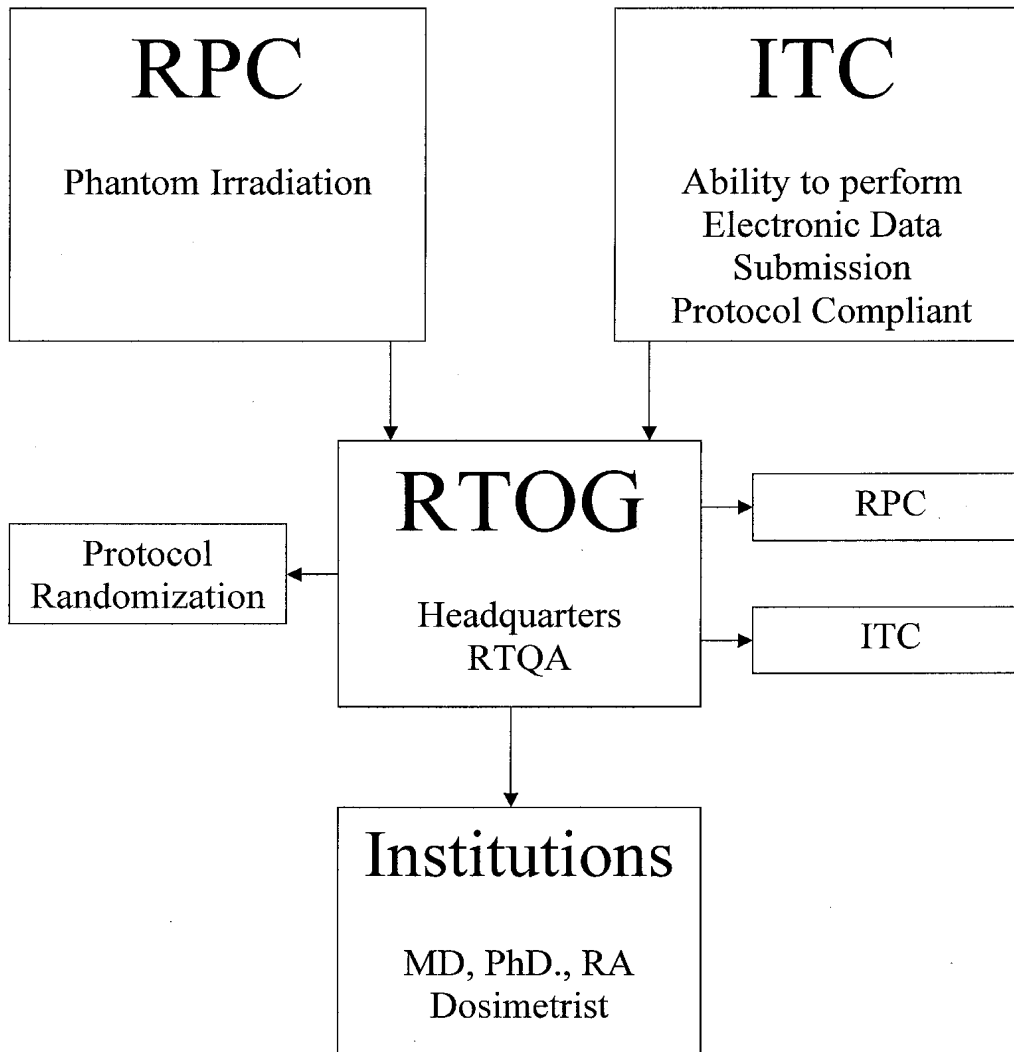 RPC
Phantom Irradiation
ITC
Ability to perform
Electronic Data
Submission
Protocol Compliant
RTOG
Headquarters
RTQA
Protocol
Randomization
RPC
ITC
Institutions
MD, PhD., RA
Dosimetrist